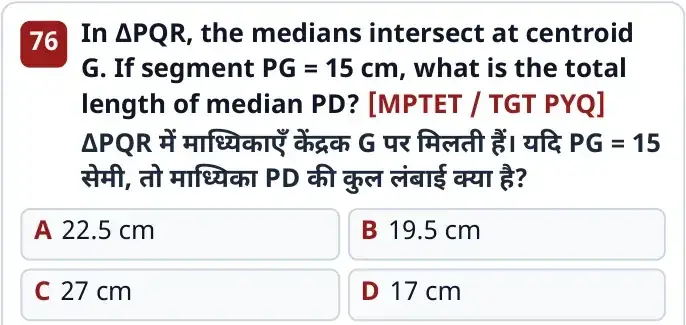 76 In ΔPQR, the medians intersect at centroid
G. If segment PG = 15 cm, what is the total
length of median PD? [MPTET / TGT PYQ]
ΔPQR में माध्यिकाएँ केंद्रक G पर मिलती हैं। यदि PG = 15
सेमी, तो माध्यिका PD की कुल लंबाई क्या है?
A 22.5 cm
B 19.5 cm
C 27 cm
D 17 cm